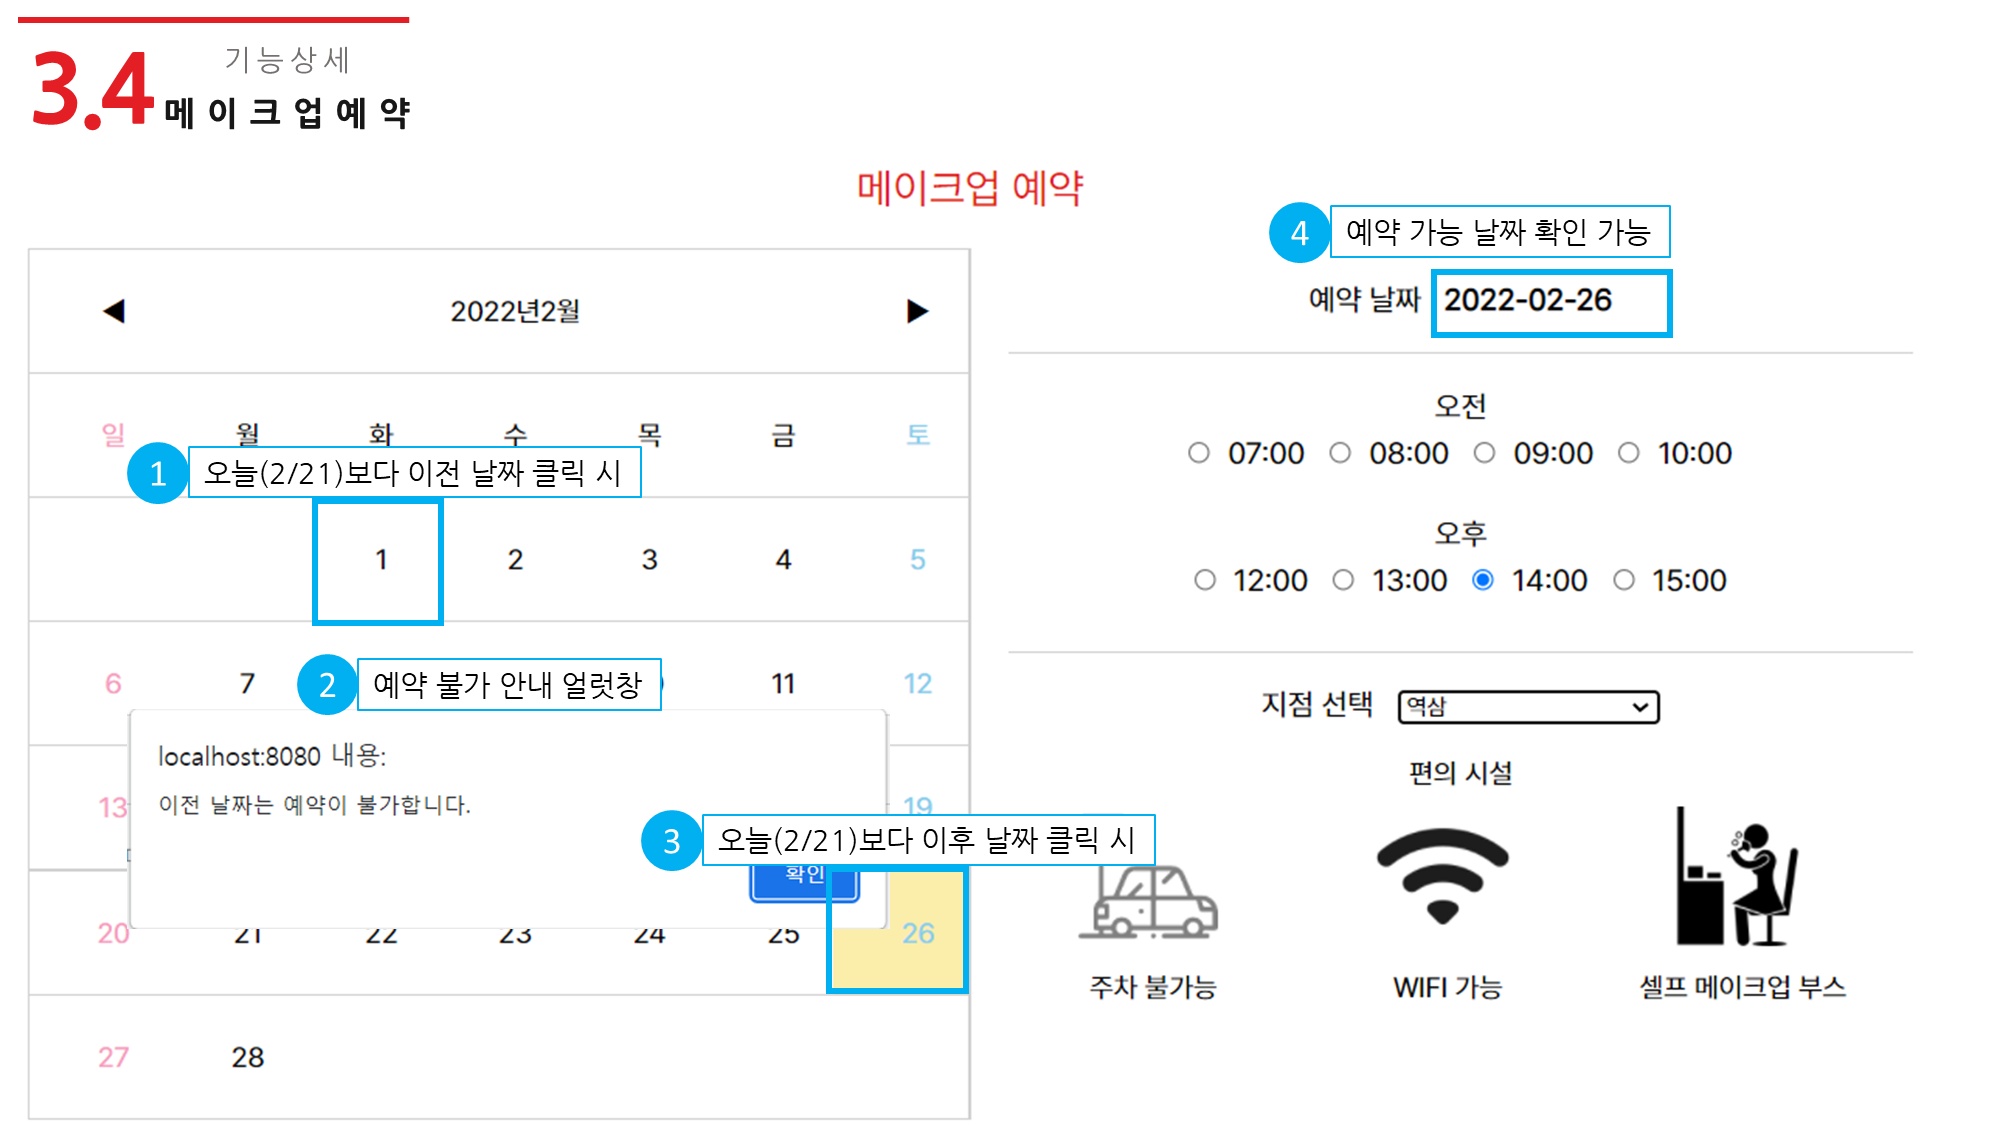 기능상세
3.4 메이크업예약
메이크업 예약
4 예약 가능 날짜 확인 가능
◀ 2022년2월 ▶
예약 날짜 2022-02-26
일 월 화 수 목 금 토
1 오늘(2/21)보다 이전 날짜 클릭 시
오전
07:00 08:00 09:00 10:00
1 2 3 4 5
오후
12:00 13:00 14:00 15:00
6 7 11 12
2 예약 불가 안내 얼럿창
지점 선택 역삼
편의 시설
localhost:8080 내용:
이전 날짜는 예약이 불가합니다.
13 19
3 오늘(2/21)보다 이후 날짜 클릭 시
확인
20 21 22 23 24 25 26
주차 불가능 WIFI 가능 셀프 메이크업 부스
27 28